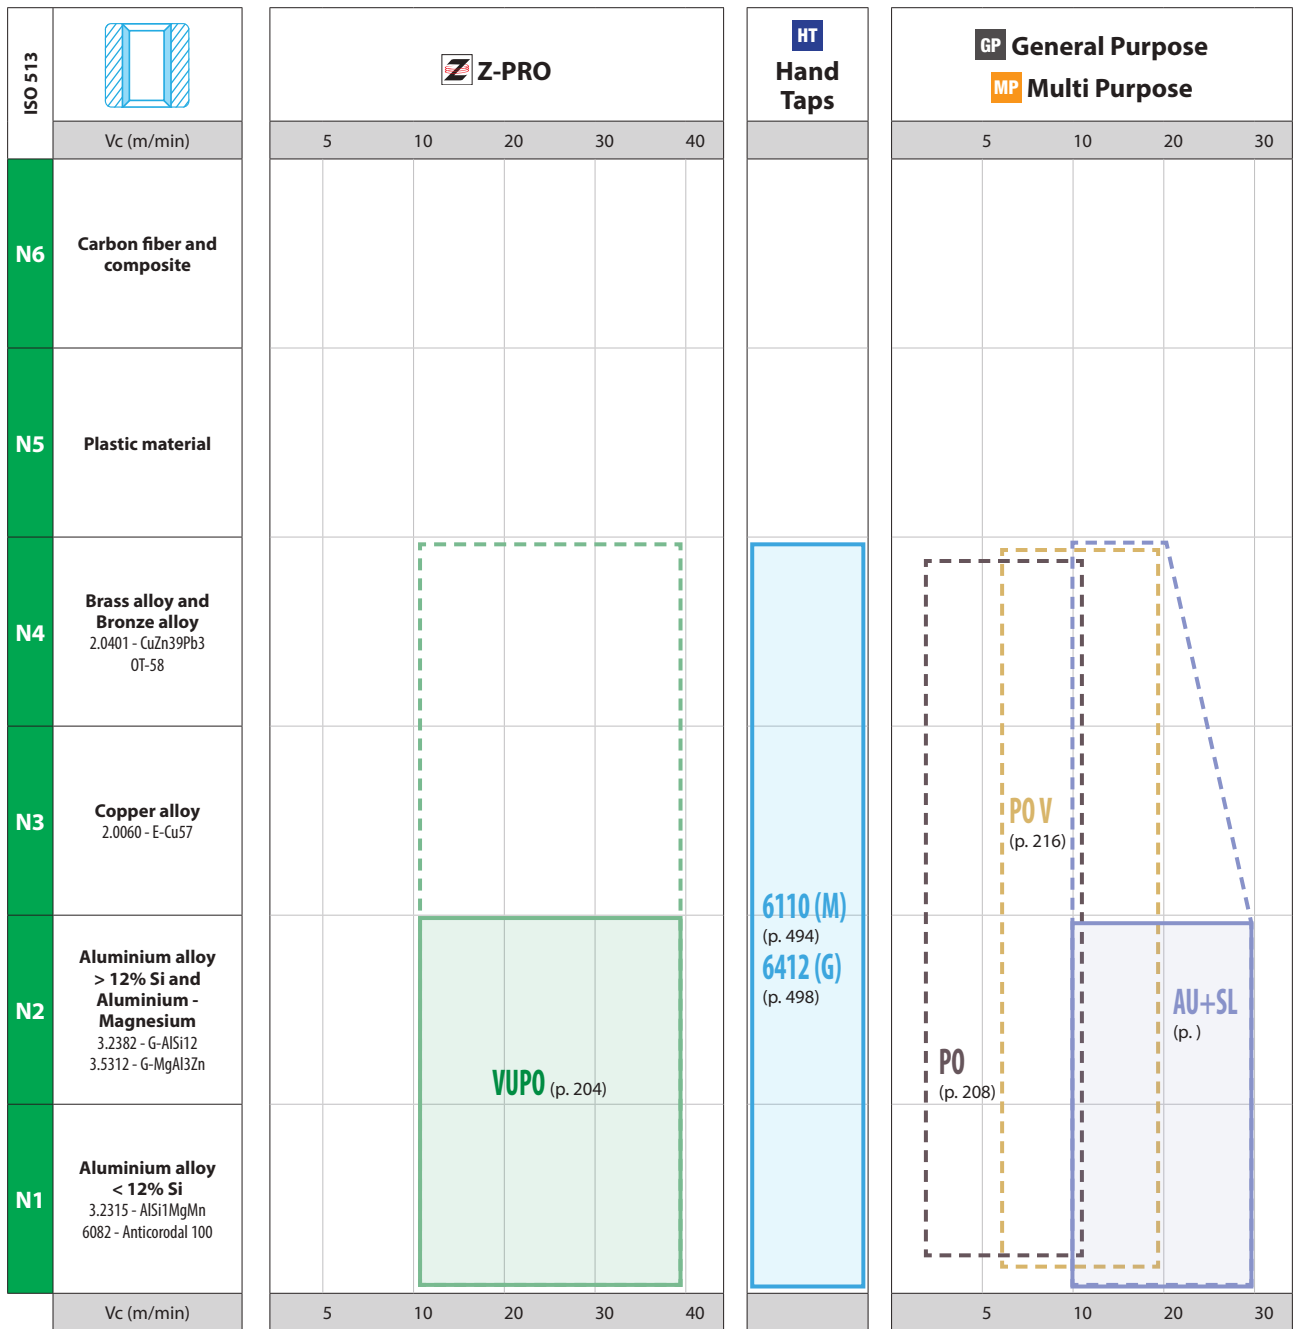 ISO 513
Z-PRO
HT
Hand
Taps
GP General Purpose
MP Multi Purpose
Vc (m/min)
5 10 20 30 40
5 10 20 30
N6
Carbon fiber and
composite
N5
Plastic material
N4
Brass alloy and
Bronze alloy
2.0401 - CuZn39Pb3
OT-58
N3
Copper alloy
2.0060 - E-Cu57
PO V
(p. 216)
6110 (M)
(p. 494)
6412 (G)
(p. 498)
N2
Aluminium alloy
> 12% Si and
Aluminium -
Magnesium
3.2382 - G-AlSi12
3.5312 - G-MgAl3Zn
AU+SL
(p. )
PO
(p. 208)
VUPO (p. 204)
N1
Aluminium alloy
< 12% Si
3.2315 - AlSi1MgMn
6082 - Anticorodal 100
Vc (m/min)
5 10 20 30 40
5 10 20 30